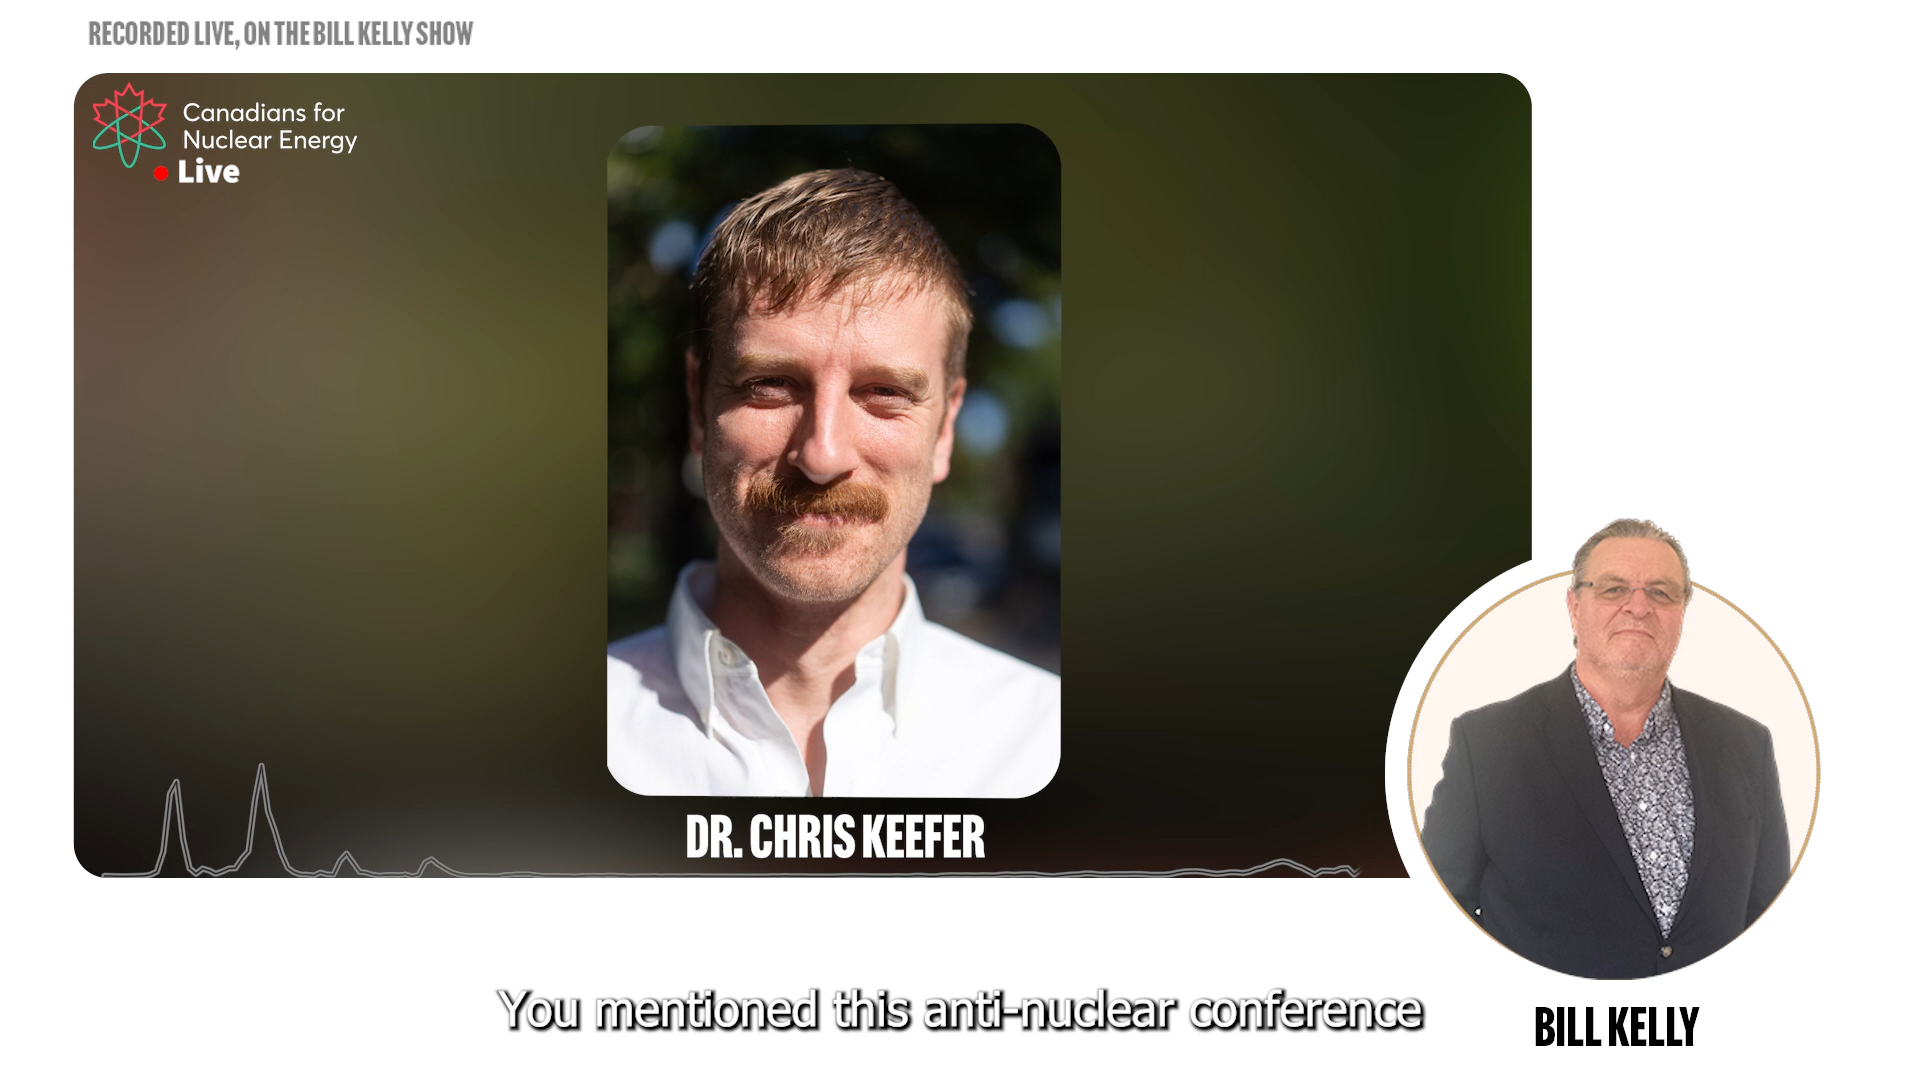 RECORDED LIVE, ON THE BILL KELLY SHOW
Canadians for
Nuclear Energy
Live
DR. CHRIS KEEFER
You mentioned this anti-nuclear conference
BILL KELLY